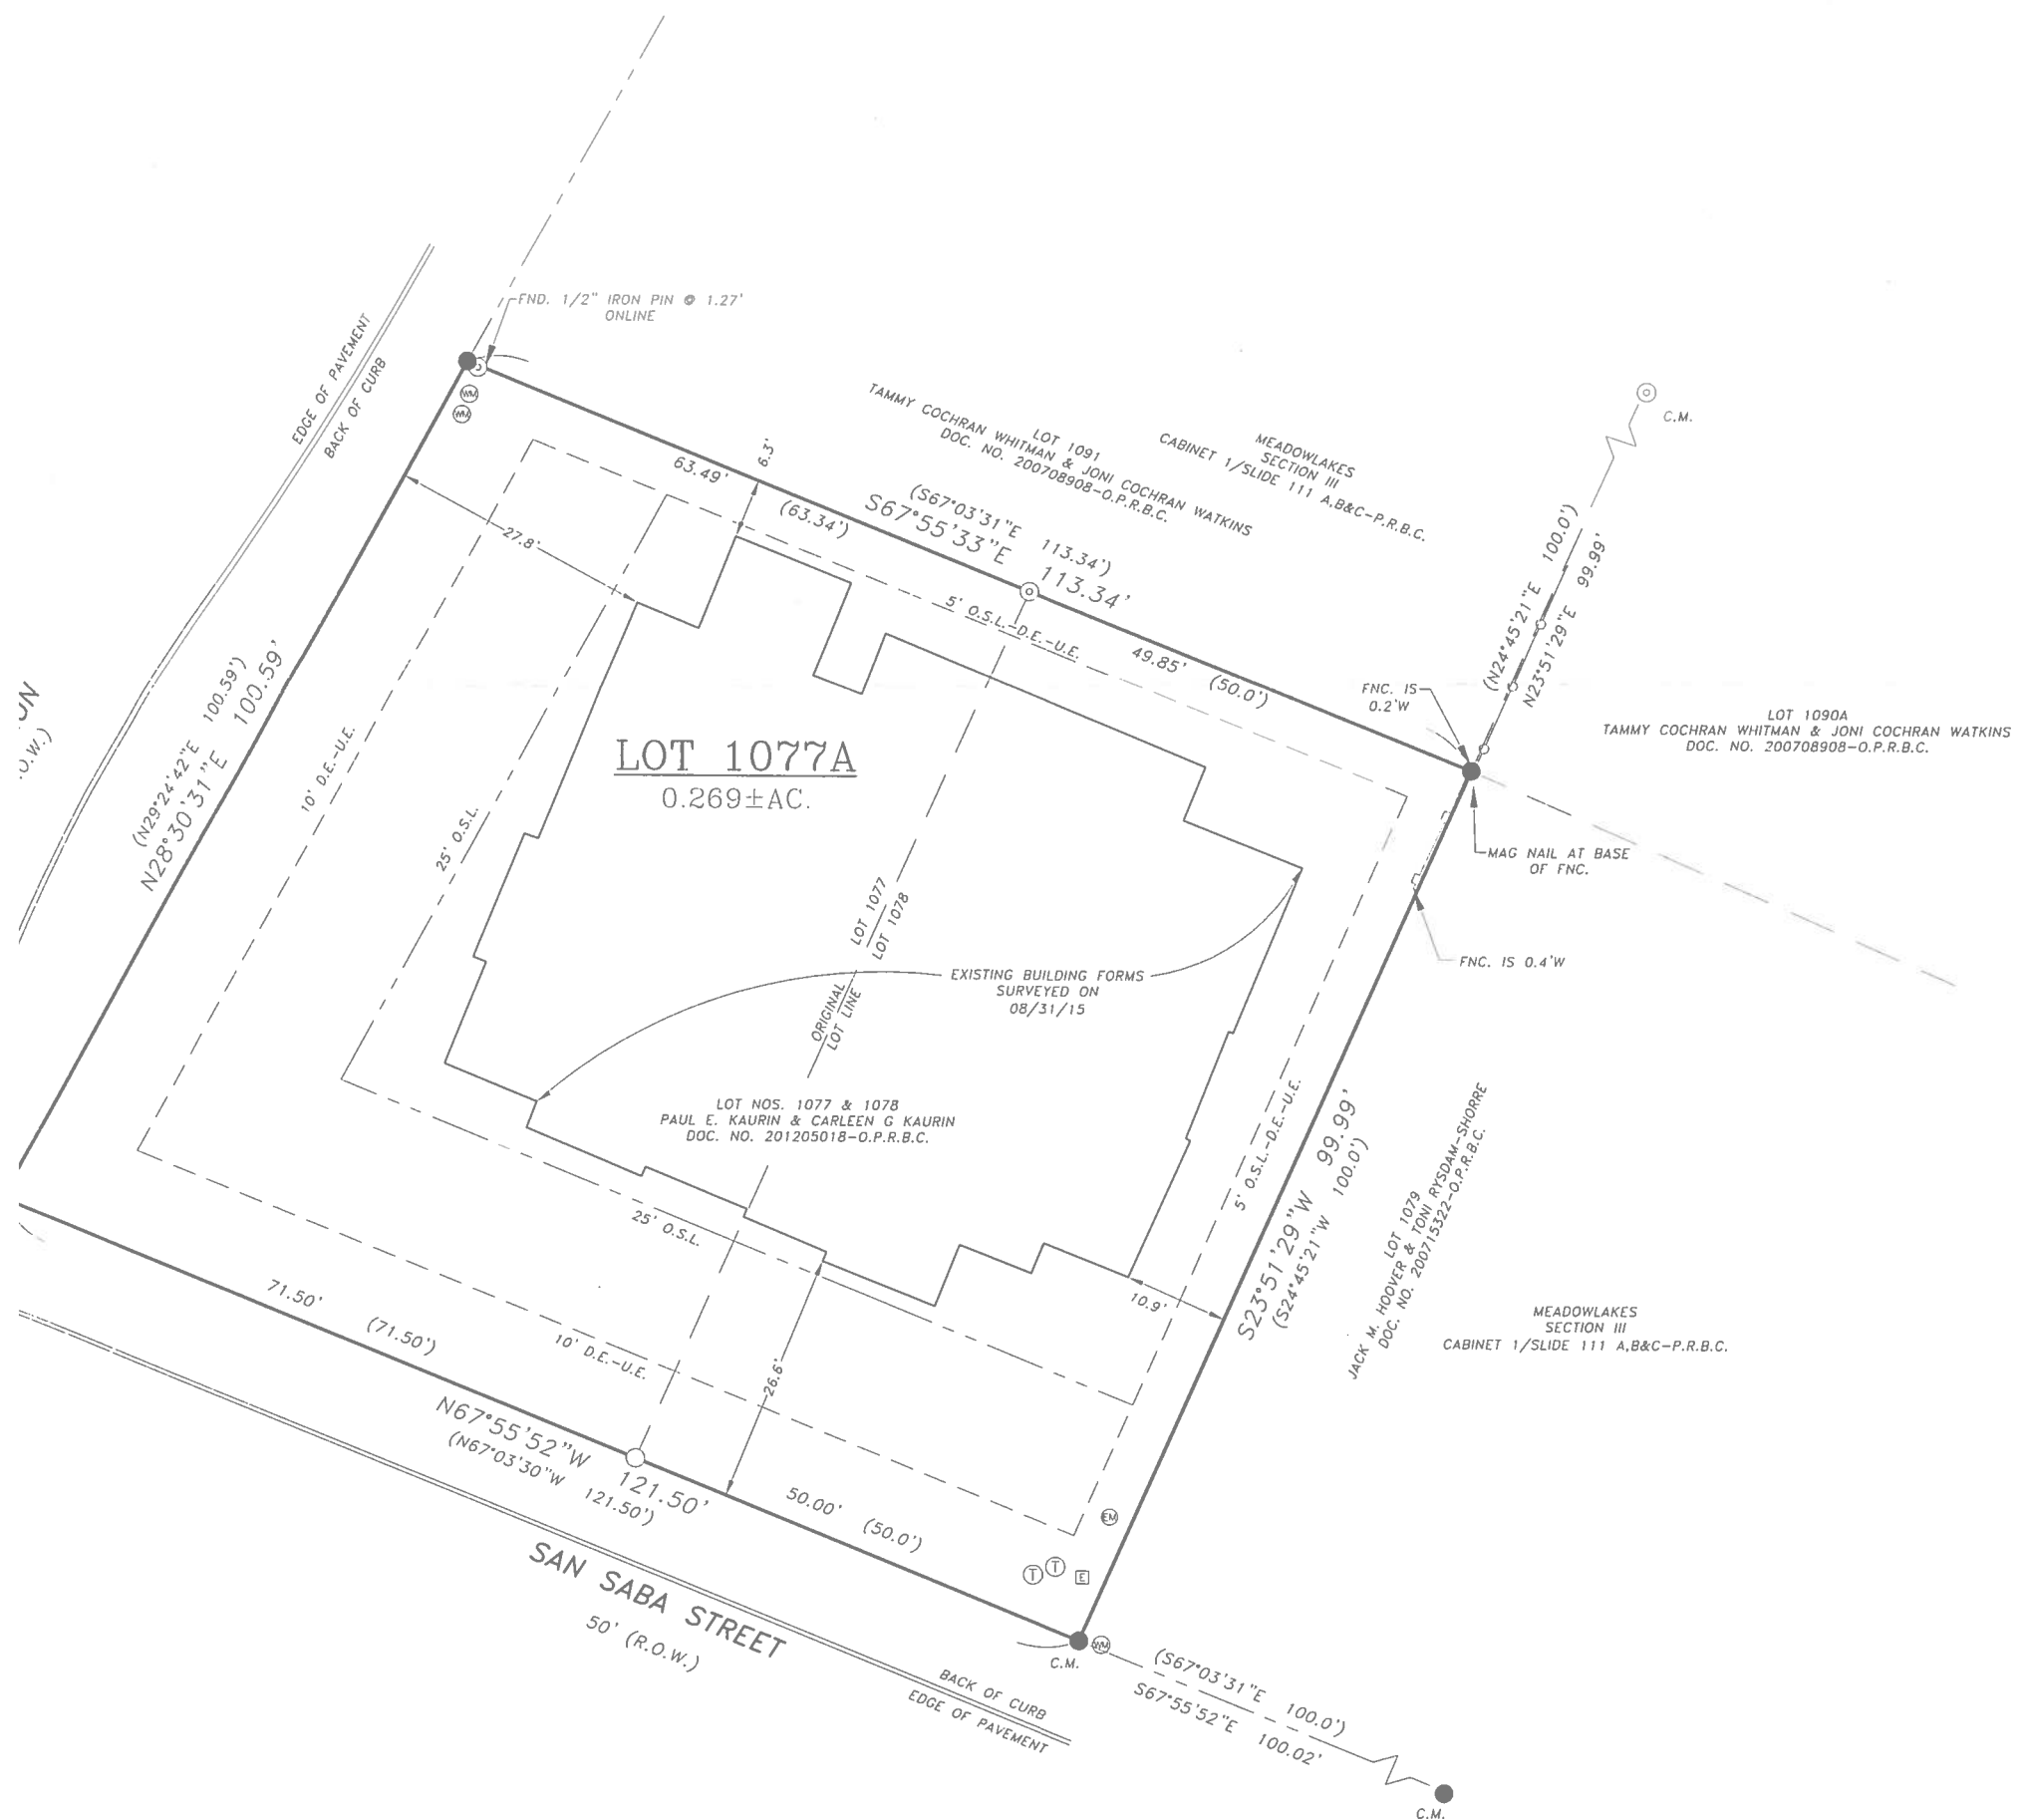 FND. 1/2" IRON PIN @ 1.27'
ONLINE
EDGE OF PAVEMENT
BACK OF CURB
WM
WM
C.M.
TAMMY COCHRAN WHITMAN & JONI COCHRAN WATKINS
LOT 1091
DOC. NO. 200708908-O.P.R.B.C.
MEADOWLAKES
SECTION III
CABINET 1/SLIDE 111 A,B&C-P.R.B.C.
63.49'
(63.34')
6.3'
(S67°03'31"E 113.34')
S67°55'33"E 113.34'
27.8'
5' O.S.L.-D.E.-U.E.
49.85'
(50.0')
(N24°45'21"E 100.0')
N23°51'29"E 99.99'
FNC. IS
0.2'W
LOT 1090A
TAMMY COCHRAN WHITMAN & JONI COCHRAN WATKINS
DOC. NO. 200708908-O.P.R.B.C.
(N29°24'42"E 100.59')
N28°30'31"E 100.59'
10' D.E.-U.E.
25' O.S.L.
LOT 1077A
0.269±AC.
.O.W.)
MAG NAIL AT BASE
OF FNC.
FNC. IS 0.4'W
LOT 1077
LOT 1078
ORIGINAL
LOT LINE
EXISTING BUILDING FORMS
SURVEYED ON
08/31/15
LOT NOS. 1077 & 1078
PAUL E. KAURIN & CARLEEN G KAURIN
DOC. NO. 201205018-O.P.R.B.C.
5' O.S.L.-D.E.-U.E.
S23°51'29"W 99.99'
(S24°45'21"W 100.0')
LOT 1079
JACK M. HOOVER & TONI RYSDAM-SHORRE
DOC. NO. 200715322-O.P.R.B.C.
MEADOWLAKES
SECTION III
CABINET 1/SLIDE 111 A,B&C-P.R.B.C.
25' O.S.L.
10.9'
71.50'
(71.50')
10' D.E.-U.E.
26.6'
N67°55'52"W 121.50'
(N67°03'30"W 121.50')
50.00'
(50.0')
EM
T
T
E
SAN SABA STREET
50' (R.O.W.)
WM
C.M.
BACK OF CURB
EDGE OF PAVEMENT
(S67°03'31"E 100.0')
S67°55'52"E 100.02'
C.M.